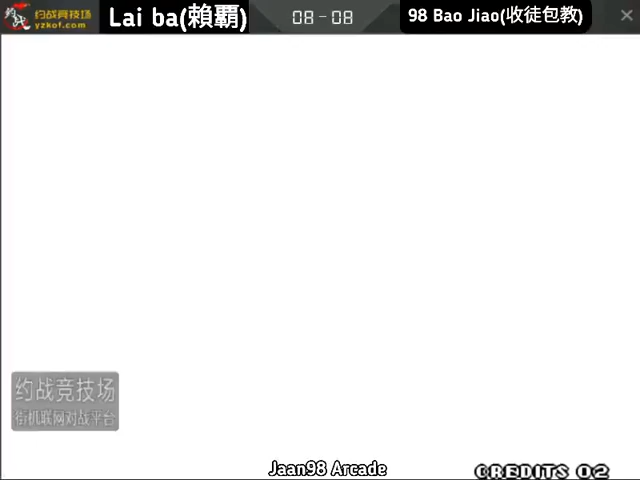 约战竞技场
yzkof.com
Lai ba(賴霸)
08-08
98 Bao Jiao(收徒包教)
约战竞技场
街机联网对战平台
Jaan98 Arcade
CREDITS 02